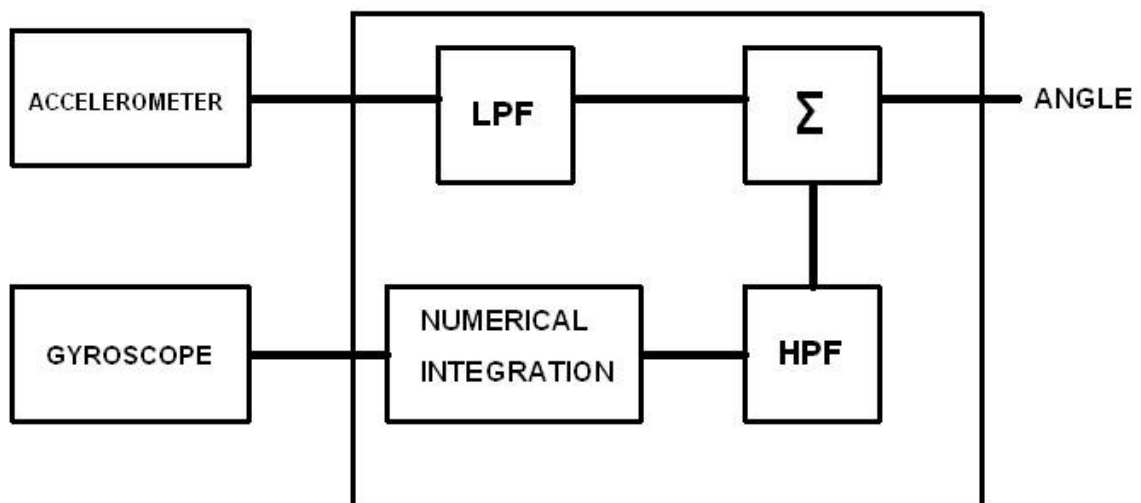 ACCELEROMETER
LPF
Σ
ANGLE
GYROSCOPE
NUMERICAL
INTEGRATION
HPF